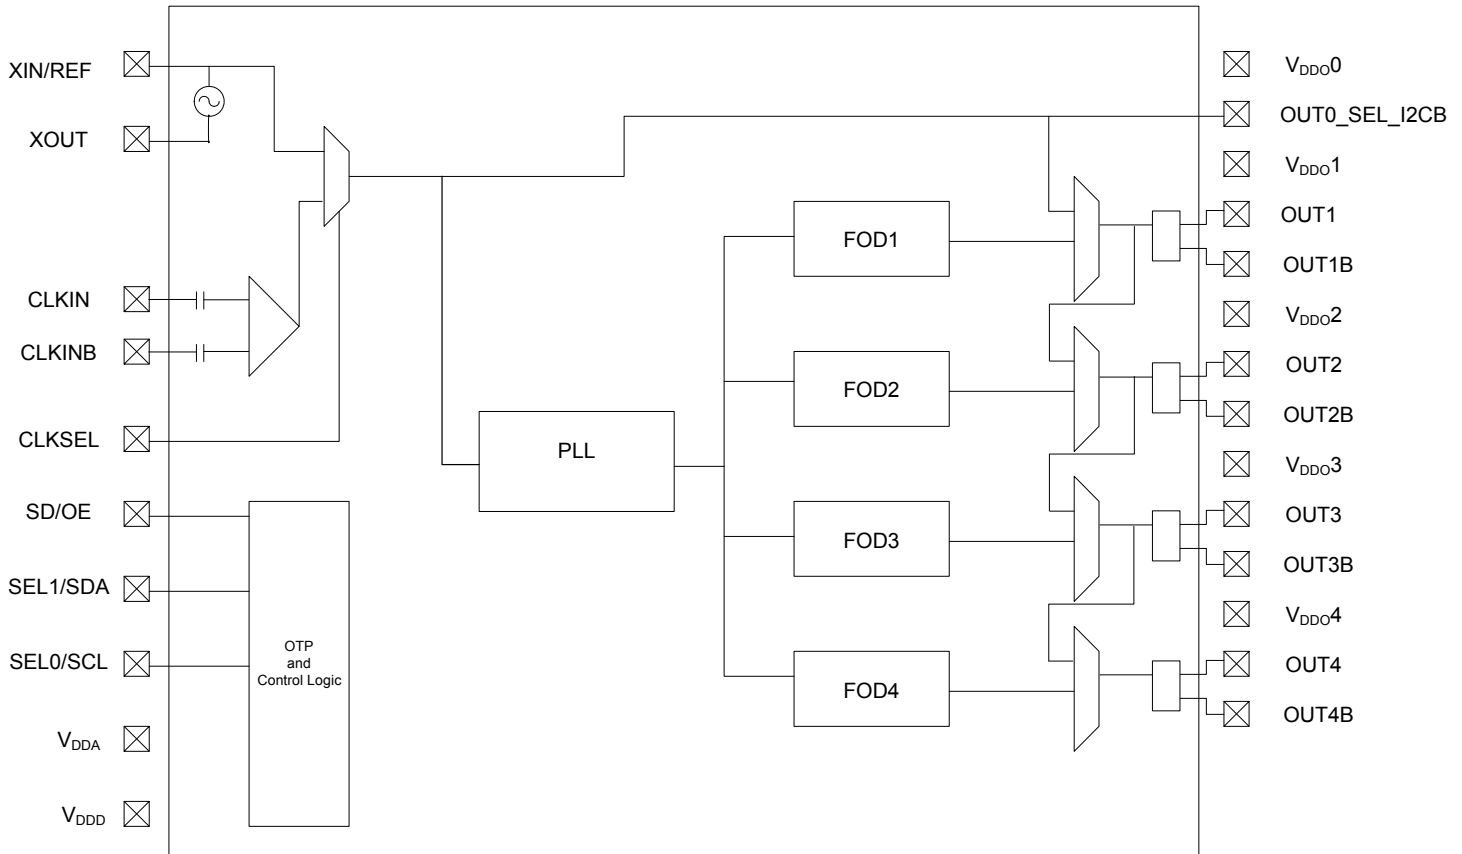 XIN/REF
XOUT
CLKIN
CLKINB
CLKSEL
SD/OE
SEL1/SDA
SEL0/SCL
VDDA
VDDD
OTP
and
Control Logic
PLL
FOD1
FOD2
FOD3
FOD4
VDDO0
OUT0_SEL_I2CB
VDDO1
OUT1
OUT1B
VDDO2
OUT2
OUT2B
VDDO3
OUT3
OUT3B
VDDO4
OUT4
OUT4B